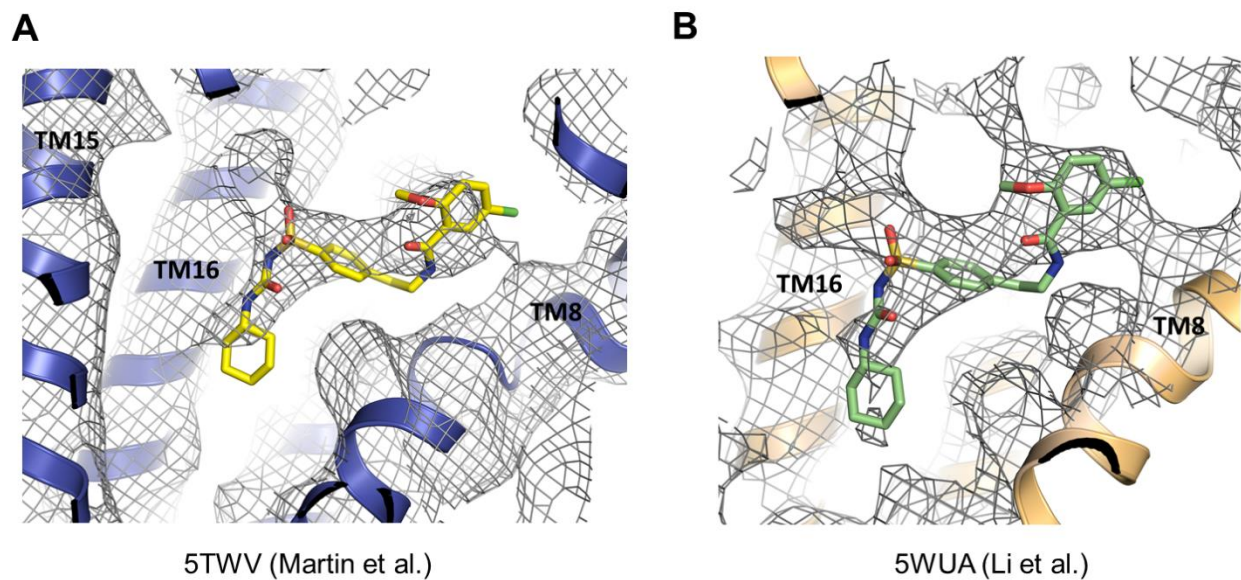 A
B
TM15
TM16
TM8
TM16
TM8
5TWV (Martin et al.)
5WUA (Li et al.)